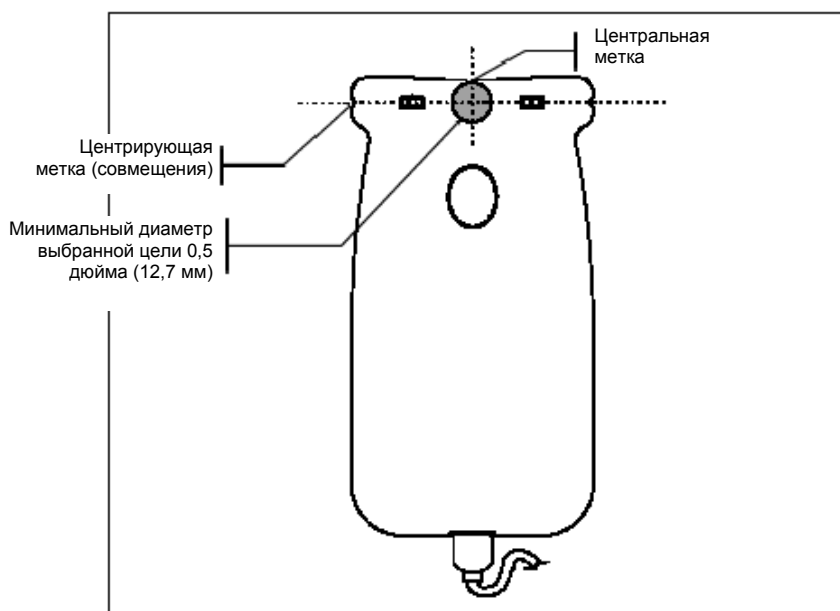 Центральная
метка
Центрирующая
метка (совмещения)
Минимальный диаметр
выбранной цели 0,5
дюйма (12,7 мм)